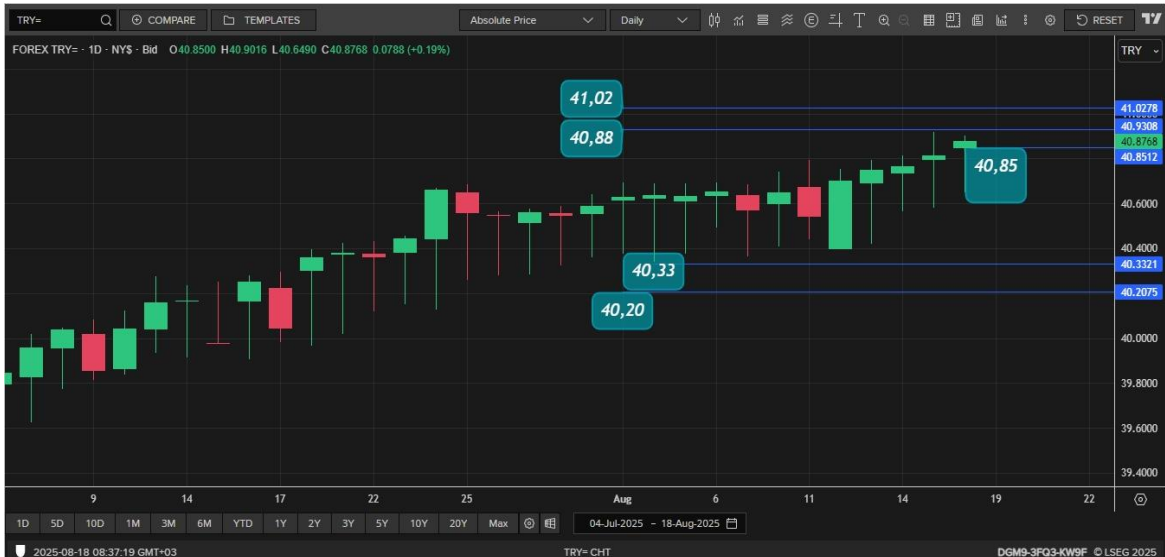 TRY= COMPARE TEMPLATES Absolute Price Daily RESET
FOREX TRY= · 1D · NY$ · Bid O40.8500 H40.9016 L40.6490 C40.8768 0.0788 (+0.19%)
TRY
41,02
41.0278
40.9308
40,88
40.8768
40.8512
40,85
40.6000
40.4000
40,33
40.3321
40,20
40.2075
40.0000
39.8000
39.6000
39.4000
9 14 17 22 25 Aug 6 11 14 19 22
1D 5D 10D 1M 3M 6M YTD 1Y 2Y 3Y 5Y 10Y 20Y Max 04-Jul-2025 - 18-Aug-2025
2025-08-18 08:37:19 GMT+03 TRY= CHT DGM9-3FQ3-KW9F © LSEG 2025